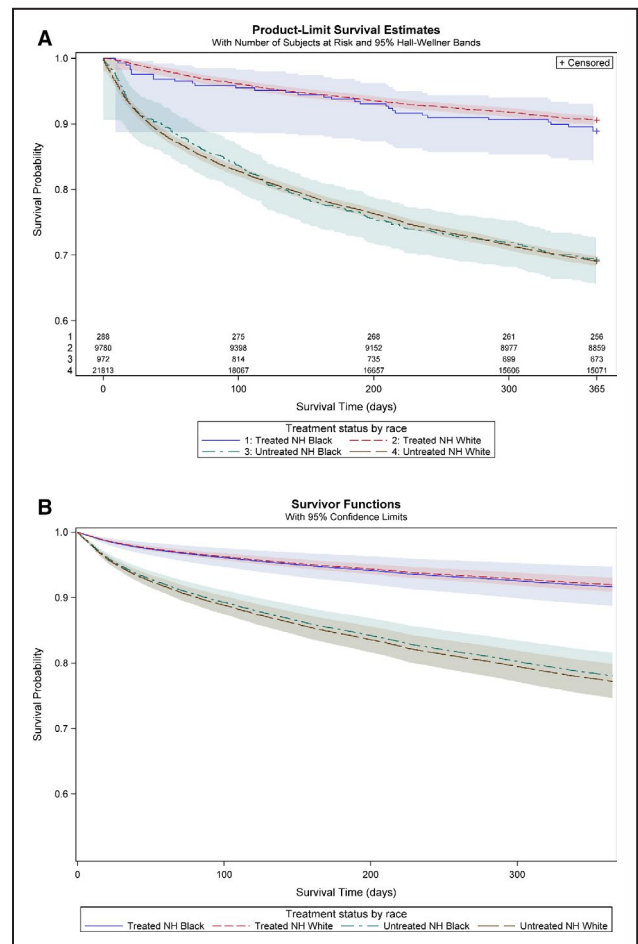 A
Product-Limit Survival Estimates
With Number of Subjects at Risk and 95% Hall-Wellner Bands
+ Censored
Survival Probability
1.0
0.9
0.8
0.7
0.6
1 288 275 268 261 256
2 9780 9398 9152 8977 8859
3 972 814 735 699 673
4 21813 18067 16657 15606 15071
0 100 200 300 365
Survival Time (days)
Treatment status by race
1: Treated NH Black 2: Treated NH White
3: Untreated NH Black 4: Untreated NH White
B
Survivor Functions
With 95% Confidence Limits
Survival Probability
1.0
0.9
0.8
0.7
0.6
0 100 200 300
Survival Time (days)
Treatment status by race
Treated NH Black Treated NH White Untreated NH Black Untreated NH White